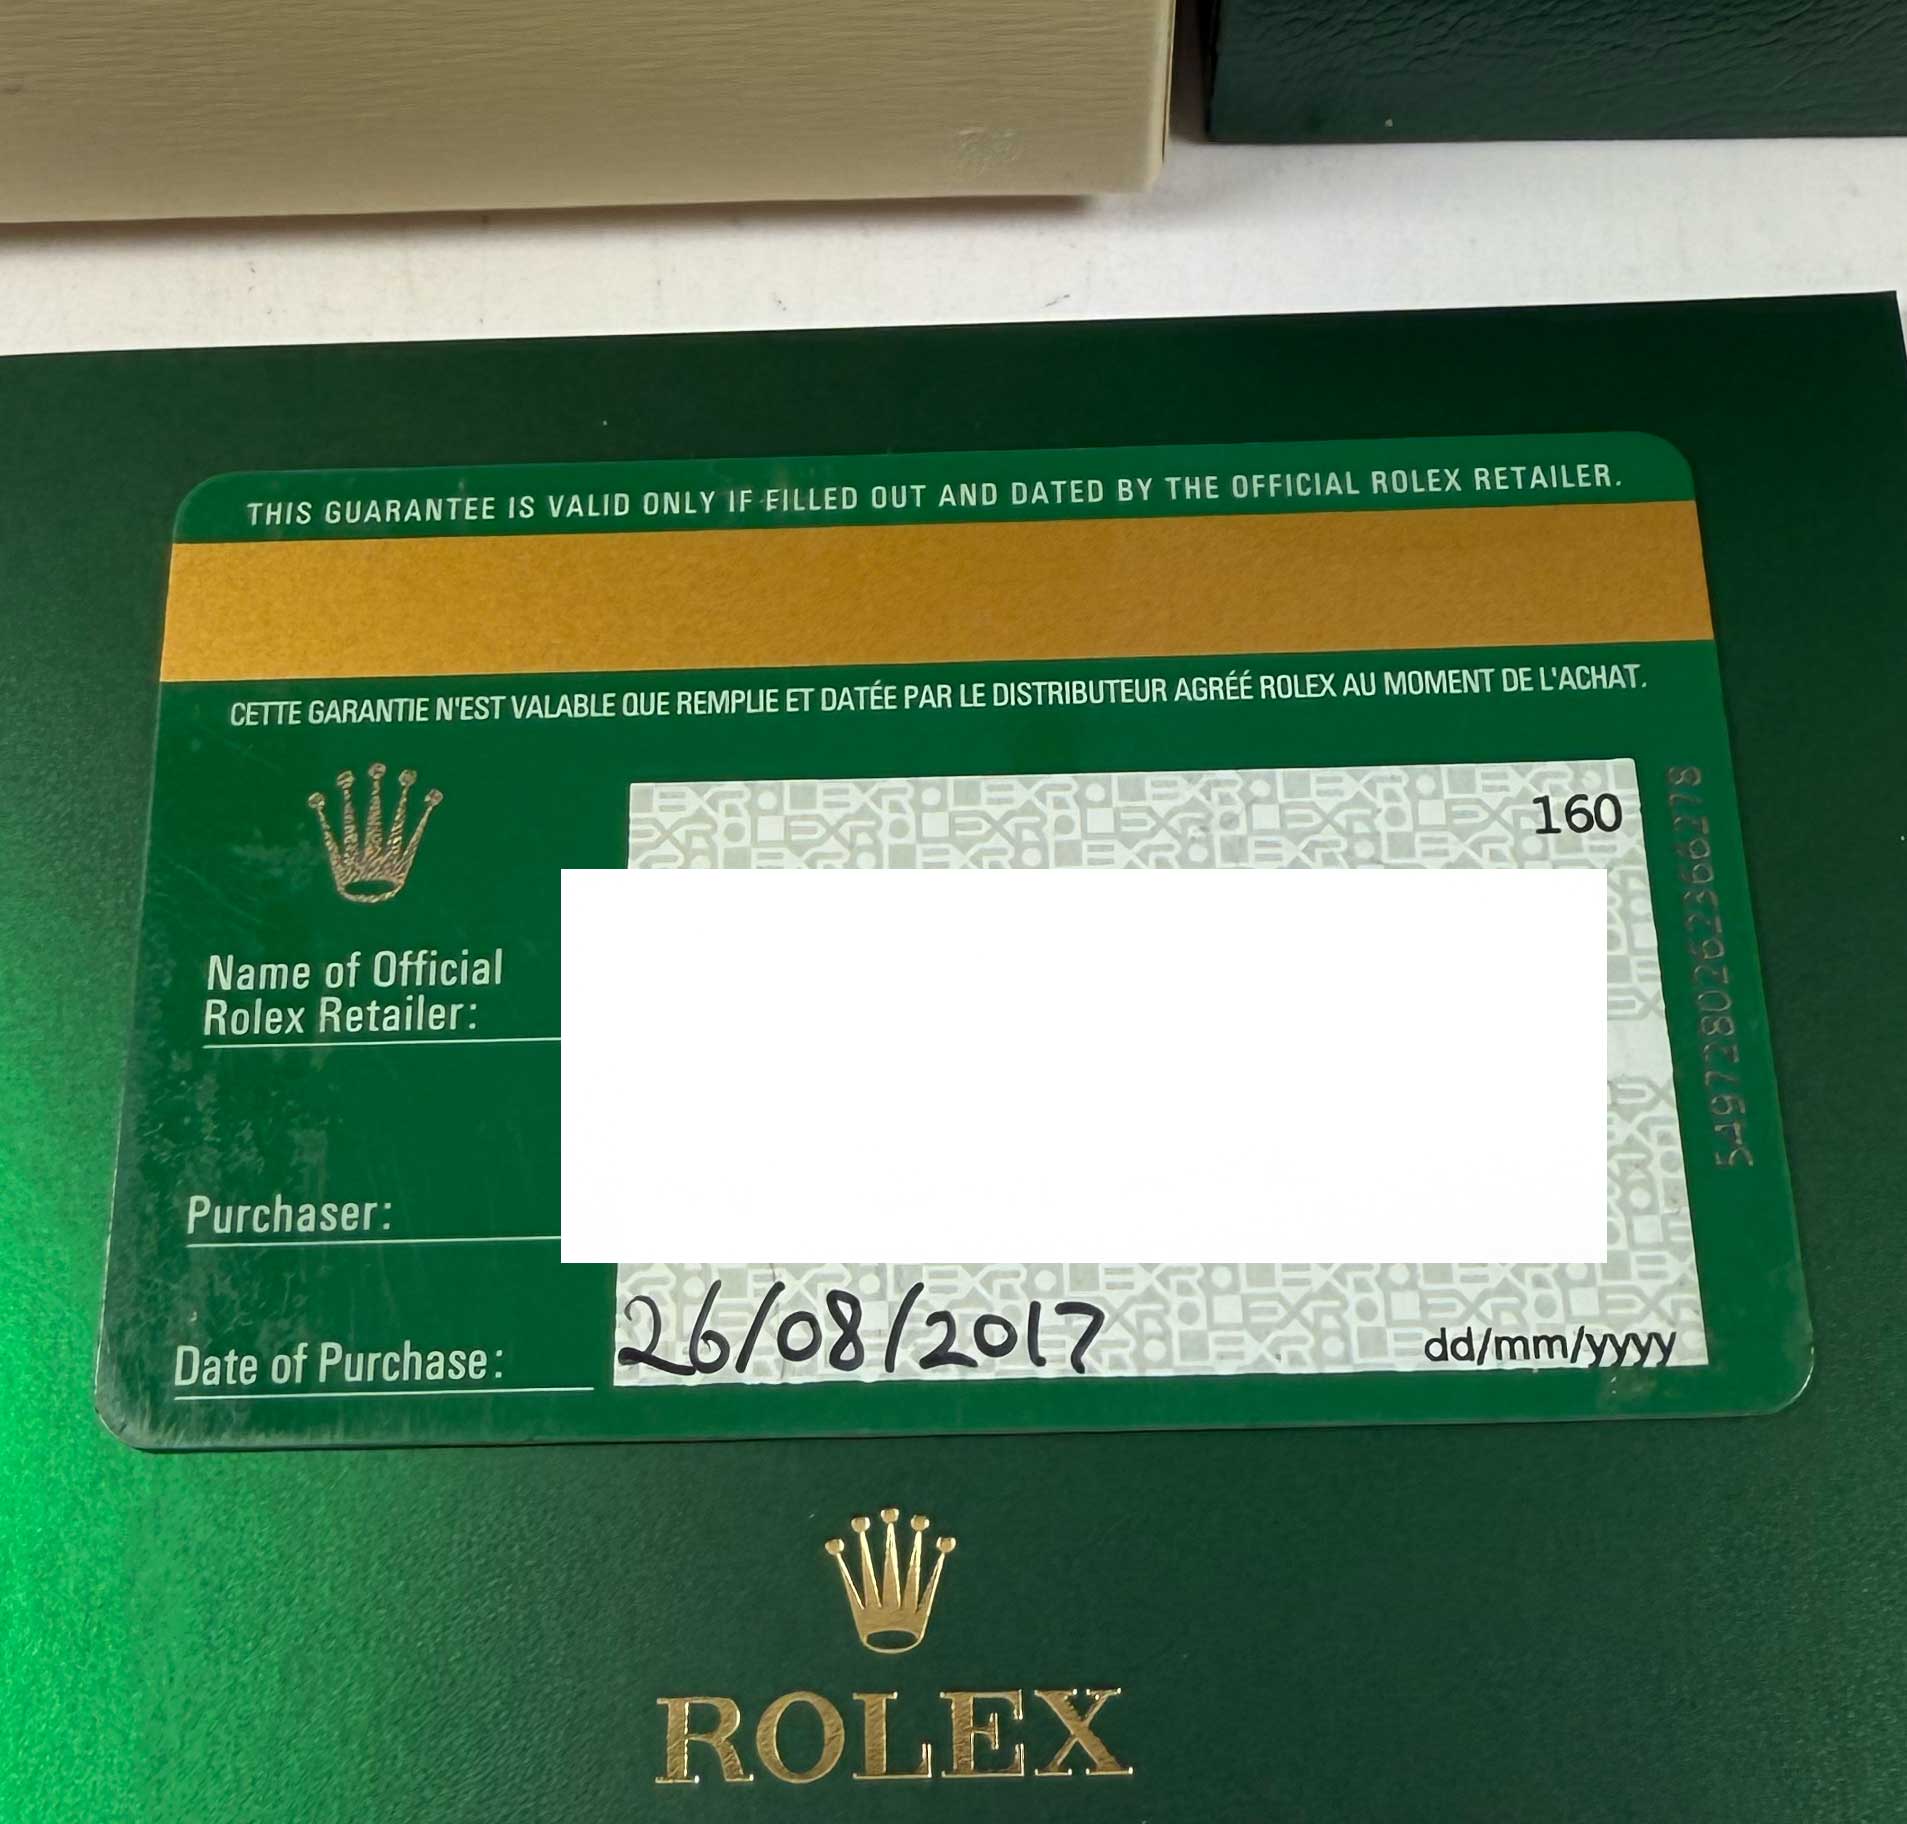 THIS GUARANTEE IS VALID ONLY IF FILLED OUT AND DATED BY THE OFFICIAL ROLEX RETAILER.
CETTE GARANTIE N'EST VALABLE QUE REMPLIE ET DATÉE PAR LE DISTRIBUTEUR AGRÉÉ ROLEX AU MOMENT DE L'ACHAT.
160
Name of Official
Rolex Retailer:
Purchaser:
Date of Purchase:
26/08/2017
dd/mm/yyyy
ROLEX